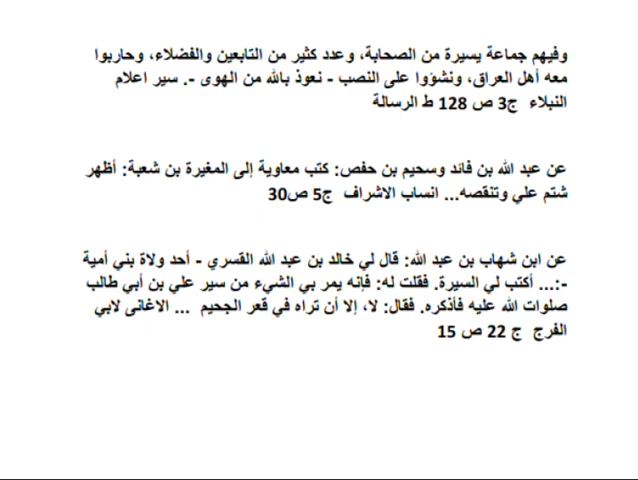 وفيهم جماعة يسيرة من الصحابة، وعدد كثير من التابعين والفضلاء، وحاربوا
معه أهل العراق، ونشؤوا على النصب - نعوذ بالله من الهوى -. سير اعلام
النبلاء ج3 ص 128 ط الرسالة
عن عبد الله بن فائد وسحيم بن حفص: كتب معاوية إلى المغيرة بن شعبة: أظهر
شتم علي وتنقصه... انساب الاشراف ج5 ص30
عن ابن شهاب بن عبد الله: قال لي خالد بن عبد الله القسري - أحد ولاة بني أمية
-:... أكتب لي السيرة. فقلت له: فإنه يمر بي الشيء من سير علي بن أبي طالب
صلوات الله عليه فأذكره. فقال: لا، إلا أن تراه في قعر الجحيم ... الاغانى لابي
الفرج ج 22 ص 15